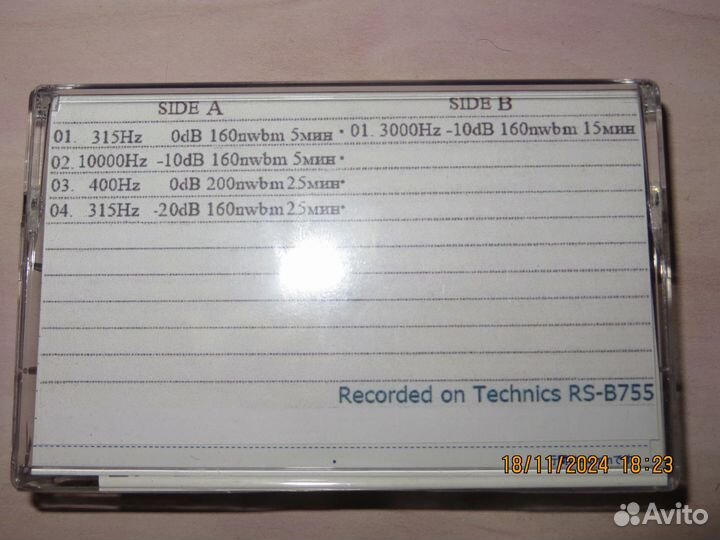 SIDE A SIDE B
01. 315Hz 0dB 160nwbm 5мин · 01. 3000Hz -10dB 160nwbm 15мин
02. 10000Hz -10dB 160nwbm 5мин ·
03. 400Hz 0dB 200nwbm 25мин·
04. 315Hz -20dB 160nwbm 25мин·
Recorded on Technics RS-B755
18/11/2024 18:23
Avito